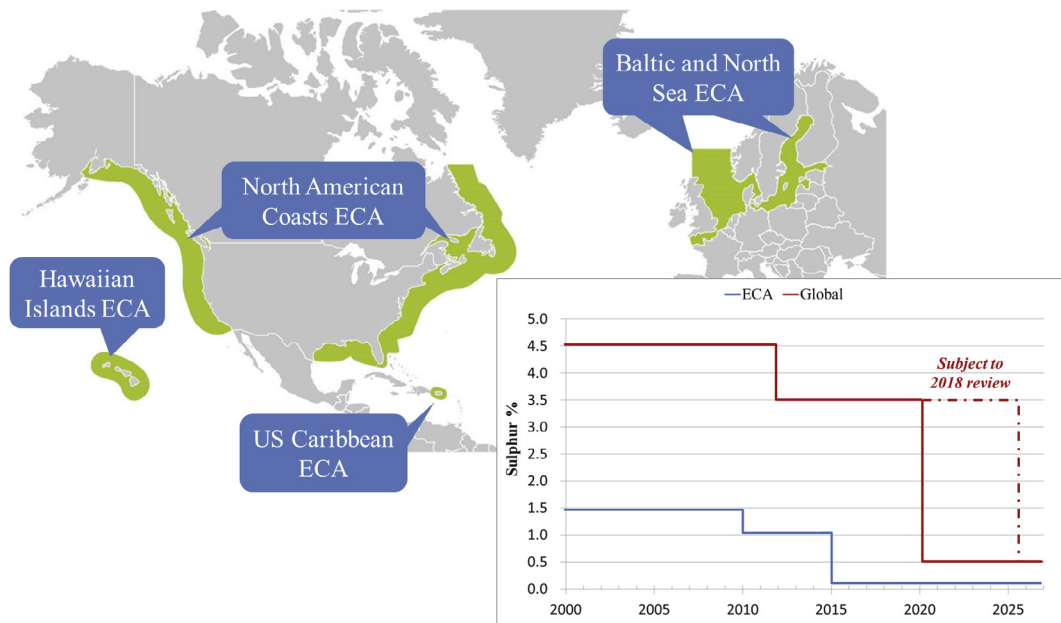 Baltic and North
Sea ECA
North American
Coasts ECA
Hawaiian
Islands ECA
US Caribbean
ECA
ECA
Global
Subject to
2018 review
Sulphur %
5.0
4.5
4.0
3.5
3.0
2.5
2.0
1.5
1.0
0.5
0.0
2000
2005
2010
2015
2020
2025